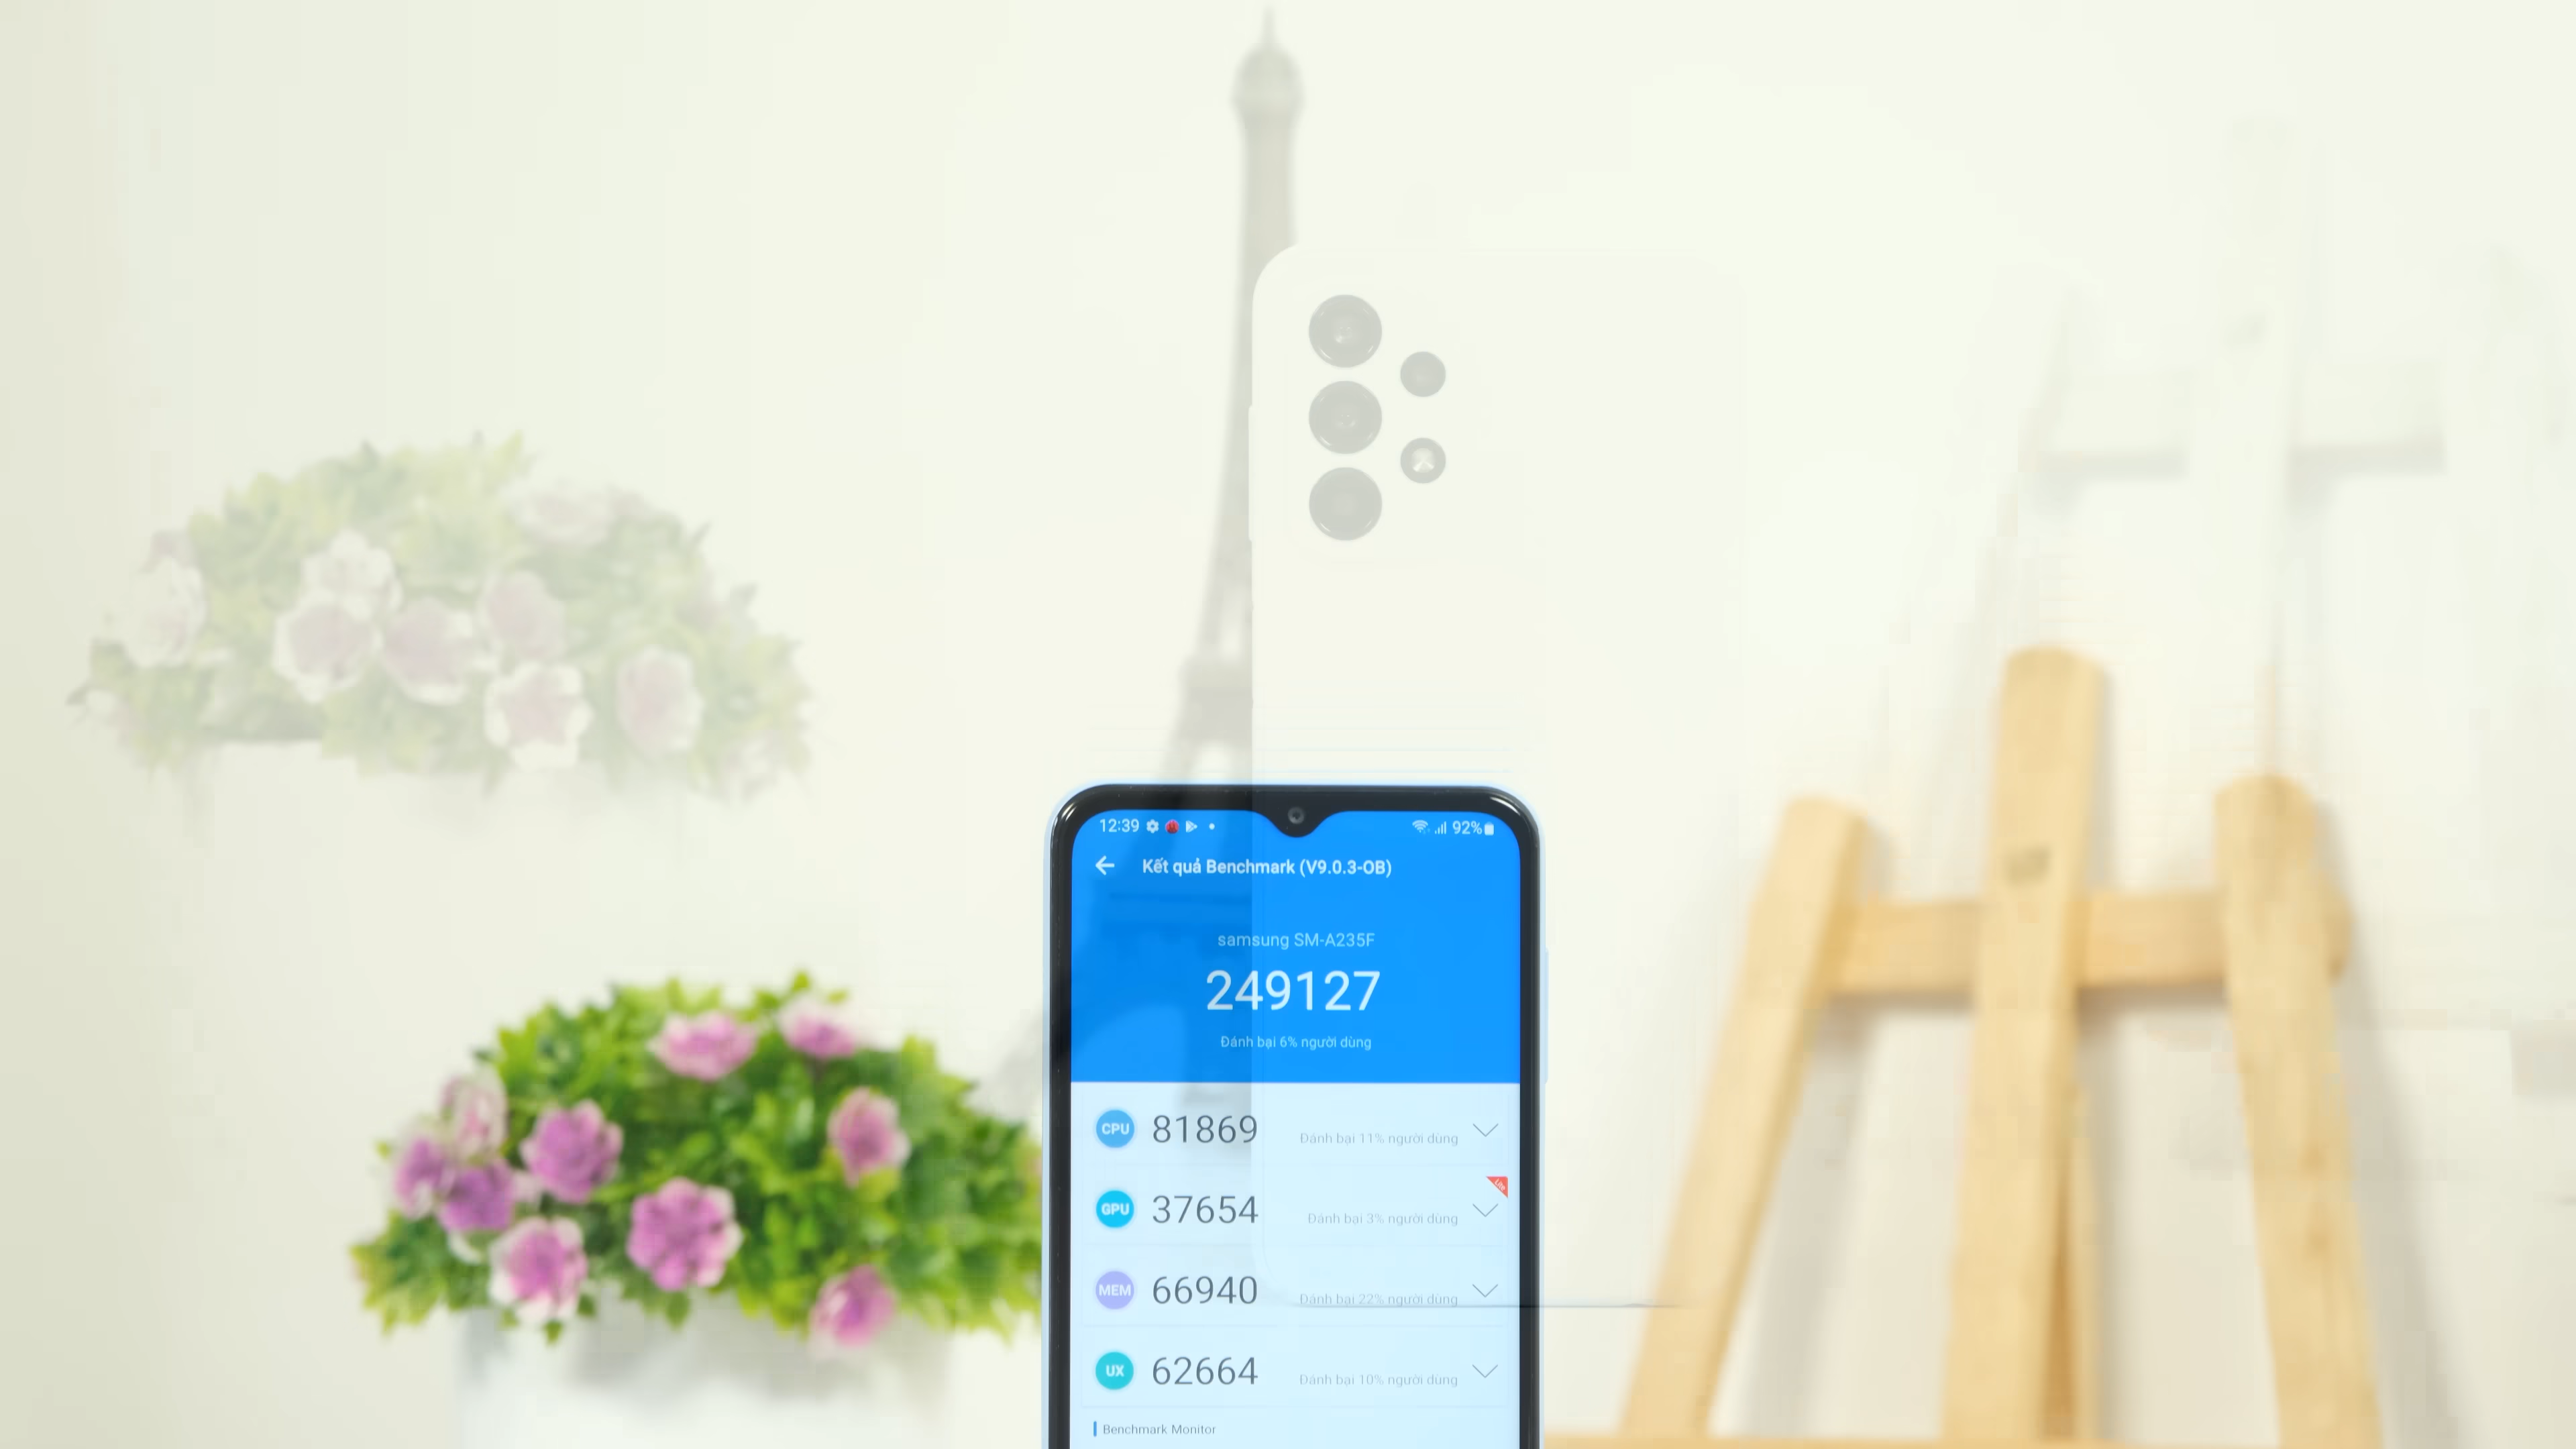 12:39
92%
Kết quả Benchmark (V9.0.3-OB)
samsung SM-A235F
249127
Đánh bại 6% người dùng
CPU 81869 Đánh bại 11% người dùng
Lite
GPU 37654 Đánh bại 3% người dùng
MEM 66940 Đánh bại 22% người dùng
UX 62664 Đánh bại 10% người dùng
Benchmark Monitor